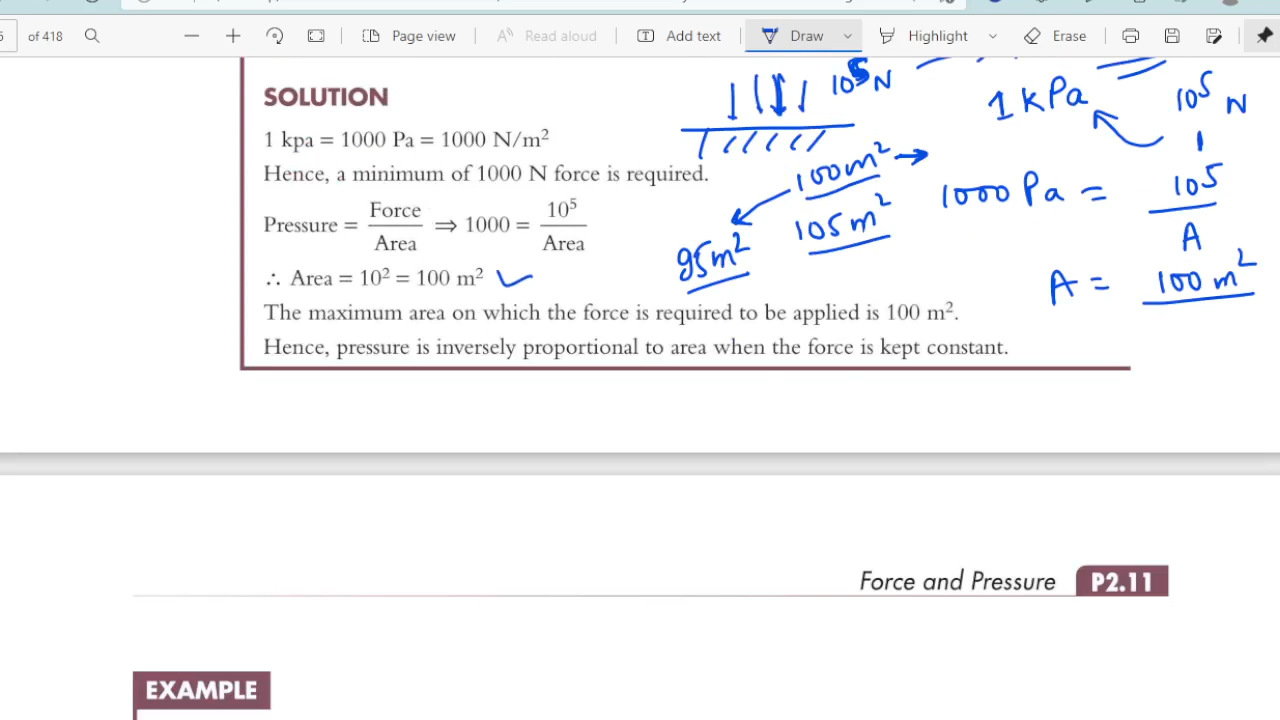 of 418
Page view
Read aloud
Add text
Draw
Highlight
Erase
SOLUTION
1 kpa = 1000 Pa = 1000 N/m²
Hence, a minimum of 1000 N force is required.
Pressure = Force/Area ⇒ 1000 = 10⁵/Area
∴ Area = 10² = 100 m²
The maximum area on which the force is required to be applied is 100 m².
Hence, pressure is inversely proportional to area when the force is kept constant.
10⁵ N
100 m²
95 m²
105 m²
1 kPa
10⁵ N
1000 Pa = 10⁵/A
A = 100 m²
Force and Pressure P2.11
EXAMPLE